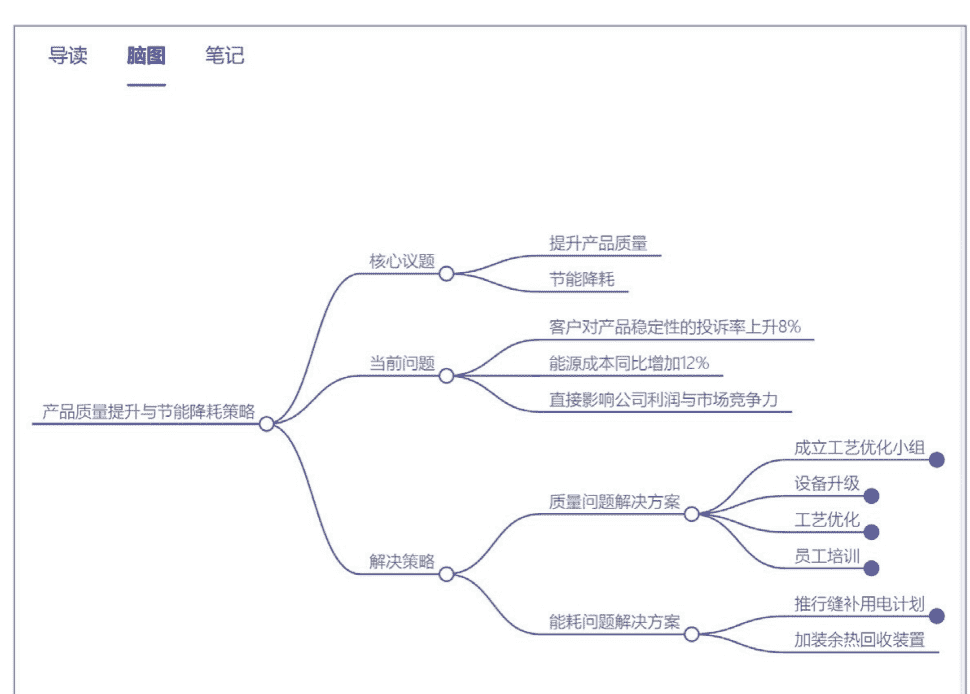 导读 脑图 笔记
产品质量提升与节能降耗策略
核心议题
提升产品质量
节能降耗
当前问题
客户对产品稳定性的投诉率上升8%
能源成本同比增加12%
直接影响公司利润与市场竞争力
解决策略
质量问题解决方案
成立工艺优化小组
设备升级
工艺优化
员工培训
能耗问题解决方案
推行缝补用电计划
加装余热回收装置